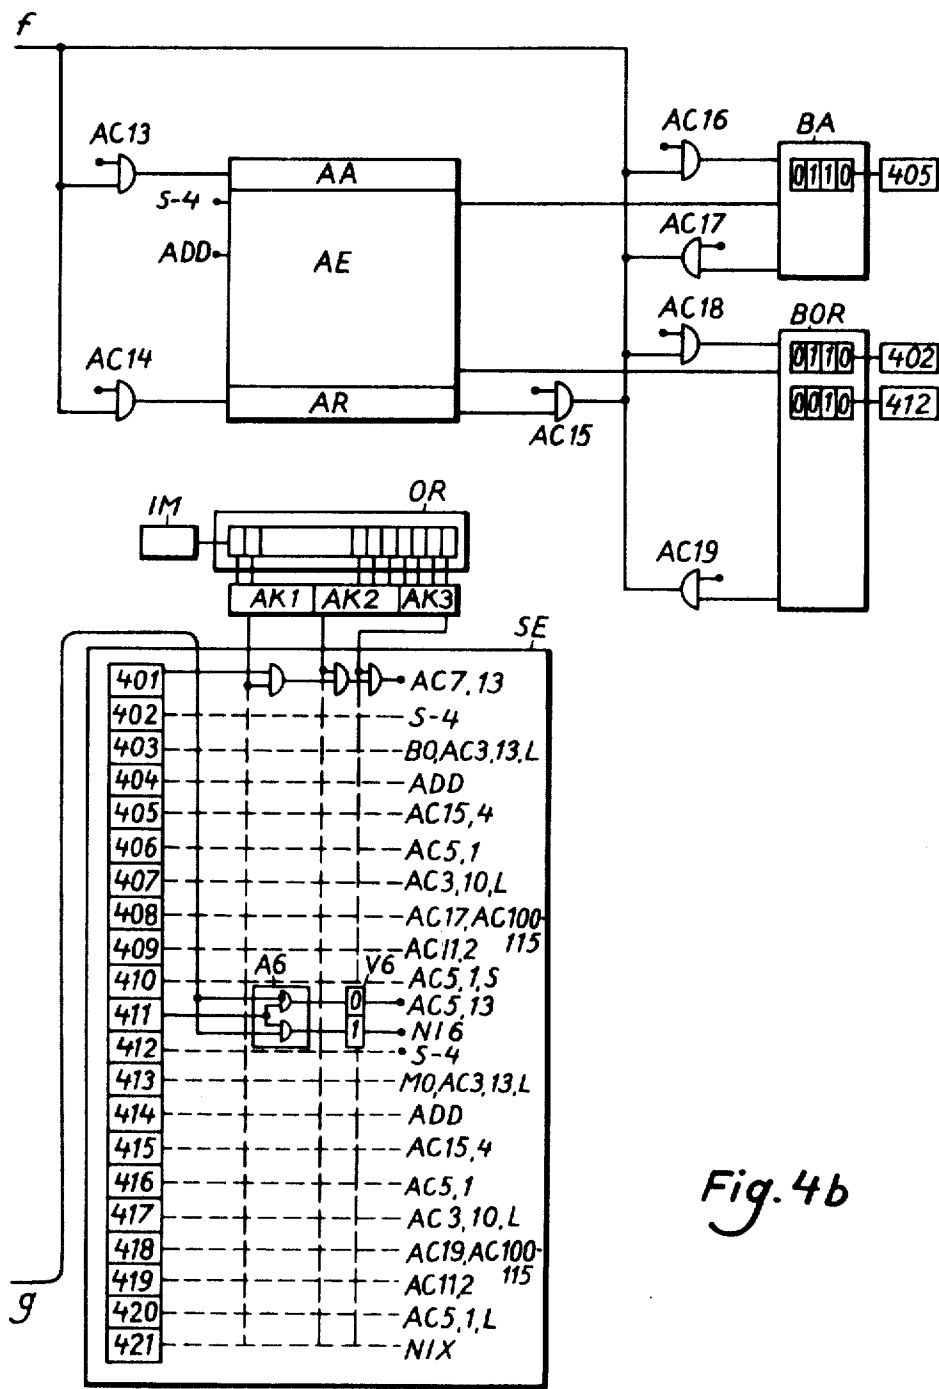 f
AC13
AC16
BA
AA
0110
405
S-4
AC17
ADD
AE
AC18
BOR
AC14
0110
402
AR
0010
412
AC15
OR
IM
AC19
AK1 AK2 AK3
SE
401 AC7,13
402 S-4
403 BO,AC3,13,L
404 ADD
405 AC15,4
406 AC5,1
407 AC3,10,L
408 AC17,AC100-
115
409 AC11,2
A6 V6
410 AC5,1,S
0 AC5,13
411
1 NI6
412 S-4
413 MO,AC3,13,L
414 ADD
415 AC15,4
416 AC5,1
417 AC3,10,L
418 AC19,AC100-
115
419 AC11,2
420 AC5,1,L
421 NIX
g
Fig. 4b